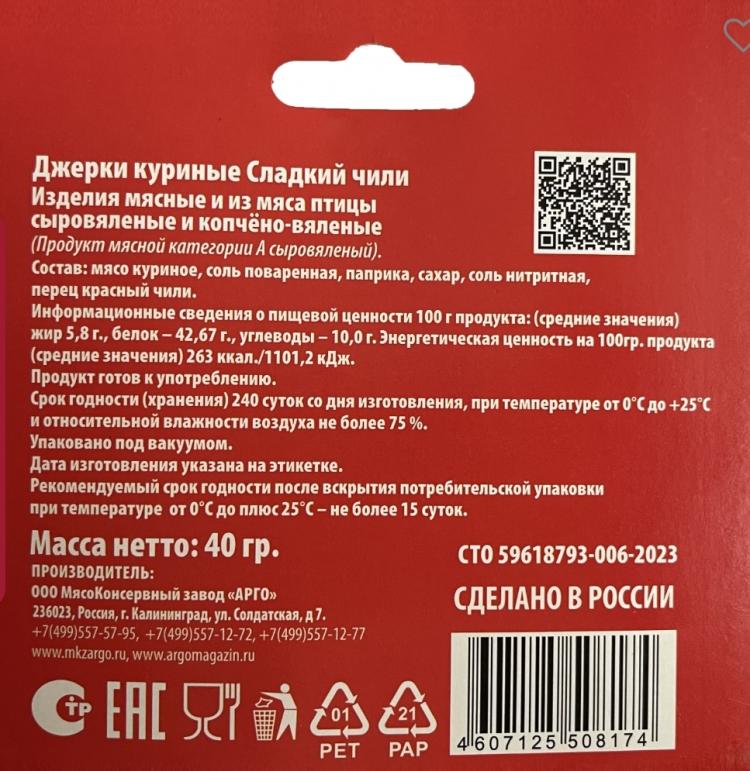 Джерки куриные Сладкий чили
Изделия мясные и из мяса птицы
сыровяленые и копчёно-вяленые
(Продукт мясной категории А сыровяленый).
Состав: мясо куриное, соль поваренная, паприка, сахар, соль нитритная,
перец красный чили.
Информационные сведения о пищевой ценности 100 г продукта: (средние значения)
жир 5,8 г., белок – 42,67 г., углеводы – 10,0 г. Энергетическая ценность на 100гр. продукта
(средние значения) 263 ккал./1101,2 кДж.
Продукт готов к употреблению.
Срок годности (хранения) 240 суток со дня изготовления, при температуре от 0°С до +25°С
и относительной влажности воздуха не более 75 %.
Упаковано под вакуумом.
Дата изготовления указана на этикетке.
Рекомендуемый срок годности после вскрытия потребительской упаковки
при температуре от 0°С до плюс 25°С – не более 15 суток.
Масса нетто: 40 гр.
ПРОИЗВОДИТЕЛЬ:
ООО МясоКонсервный завод «АРГО»
236023, Россия, г. Калининград, ул. Солдатская, д 7.
+7(499)557-57-95, +7(499)557-12-72, +7(499)557-12-77
www.mkzargo.ru, www.argomagazin.ru
СТО 59618793-006-2023
СДЕЛАНО В РОССИИ
СТР
EAC
01
PET
21
PAP
4 607125 508174